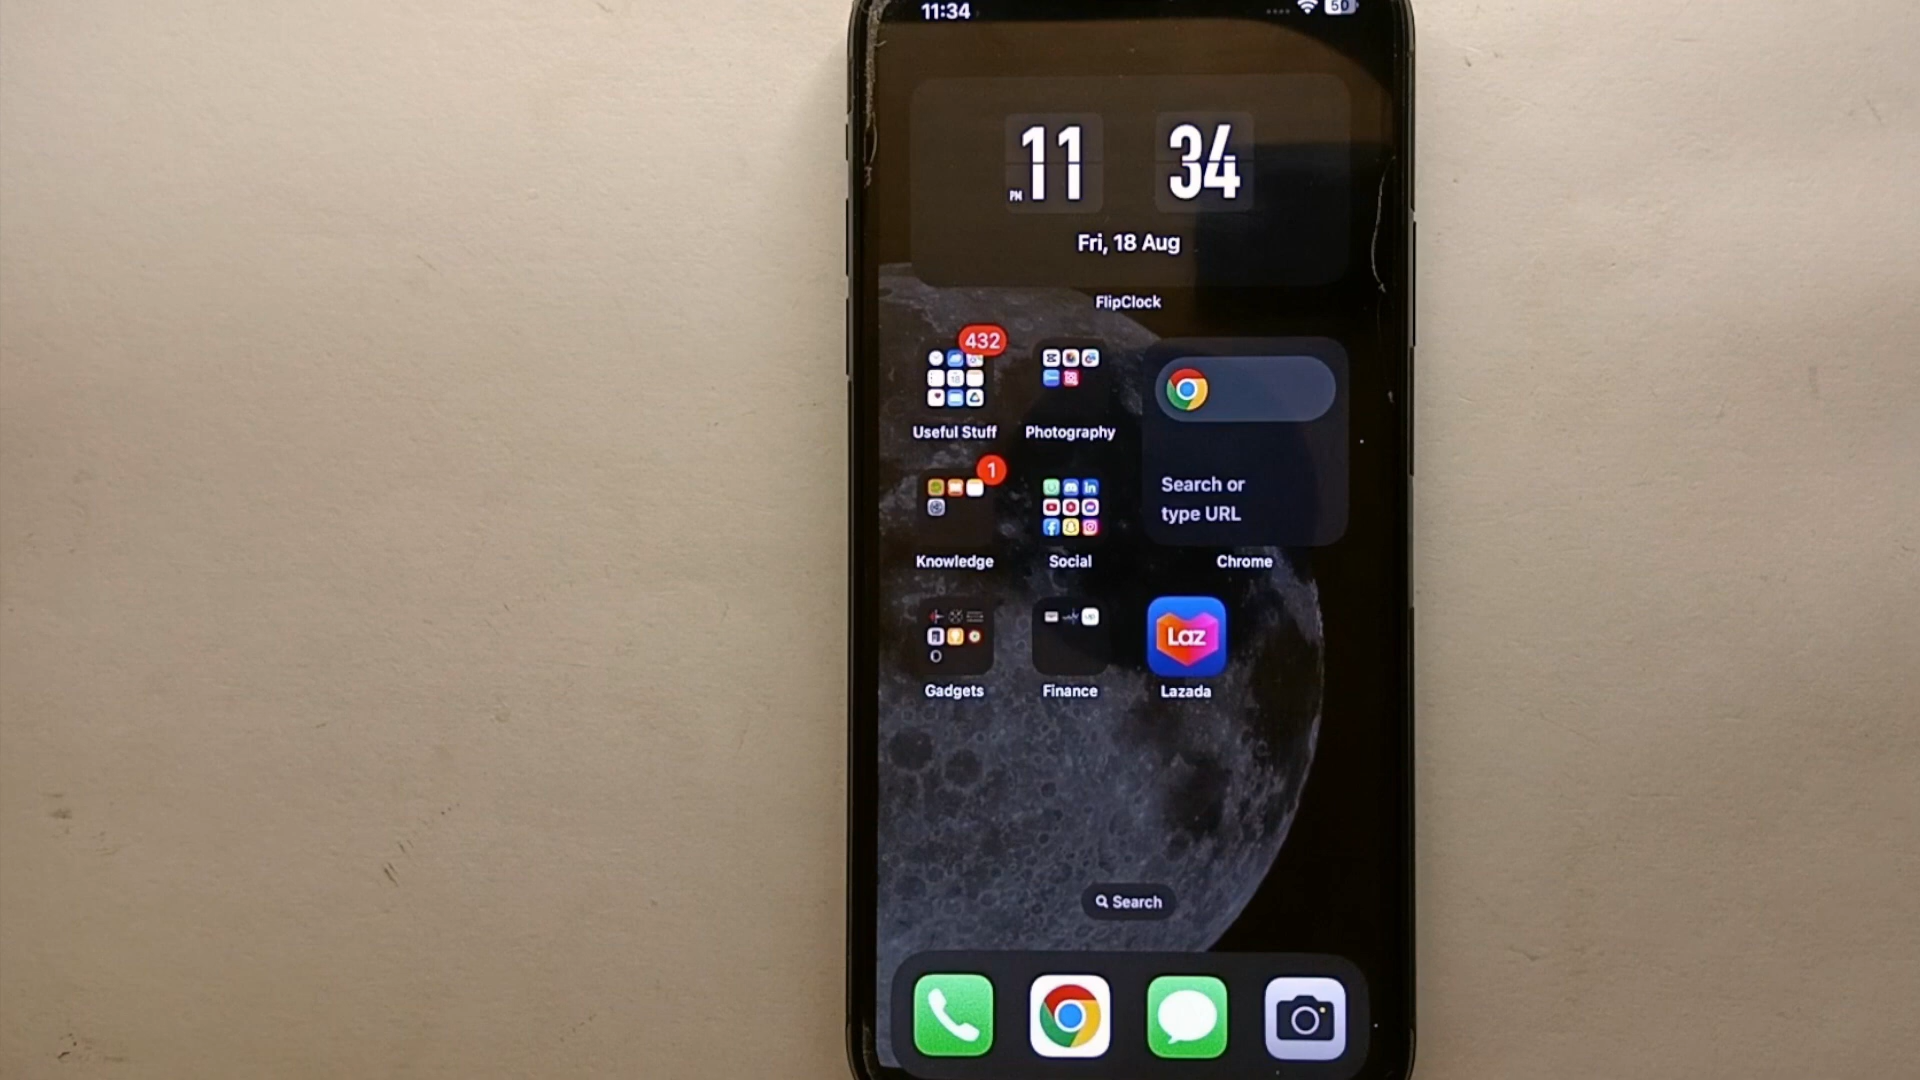 11:34
50
PM
11
34
Fri, 18 Aug
FlipClock
432
Useful Stuff
Photography
Search or
type URL
1
Knowledge
Social
Chrome
Laz
Gadgets
Finance
Lazada
Search